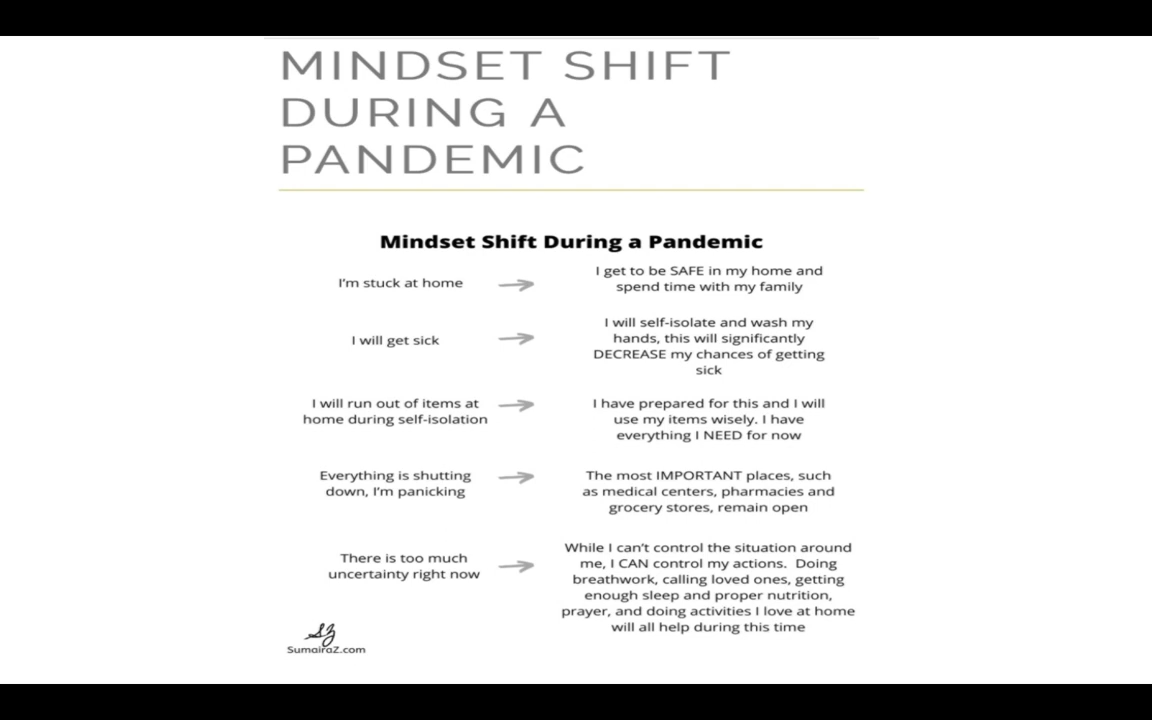 MINDSET SHIFT
DURING A
PANDEMIC
Mindset Shift During a Pandemic
I'm stuck at home
I get to be SAFE in my home and
spend time with my family
I will get sick
I will self-isolate and wash my
hands, this will significantly
DECREASE my chances of getting
sick
I will run out of items at
home during self-isolation
I have prepared for this and I will
use my items wisely. I have
everything I NEED for now
Everything is shutting
down, I'm panicking
The most IMPORTANT places, such
as medical centers, pharmacies and
grocery stores, remain open
There is too much
uncertainty right now
While I can't control the situation around
me, I CAN control my actions.  Doing
breathwork, calling loved ones, getting
enough sleep and proper nutrition,
prayer, and doing activities I love at home
will all help during this time
SZ
SumairaZ.com